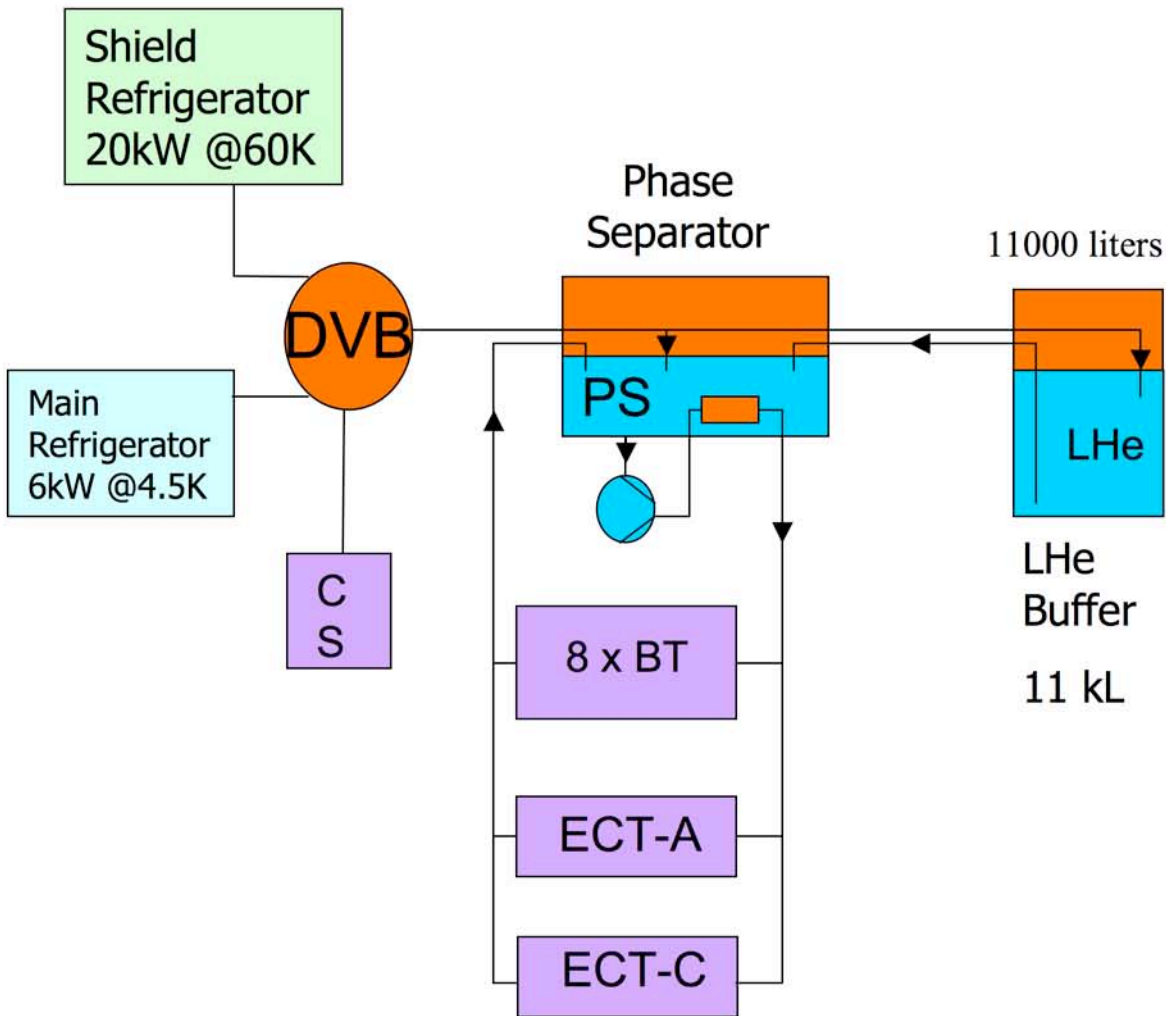 Shield
Refrigerator
20kW @60K
Phase
Separator
11000 liters
DVB
PS
LHe
Main
Refrigerator
6kW @4.5K
C
S
LHe
Buffer
11 kL
8 x BT
ECT-A
ECT-C